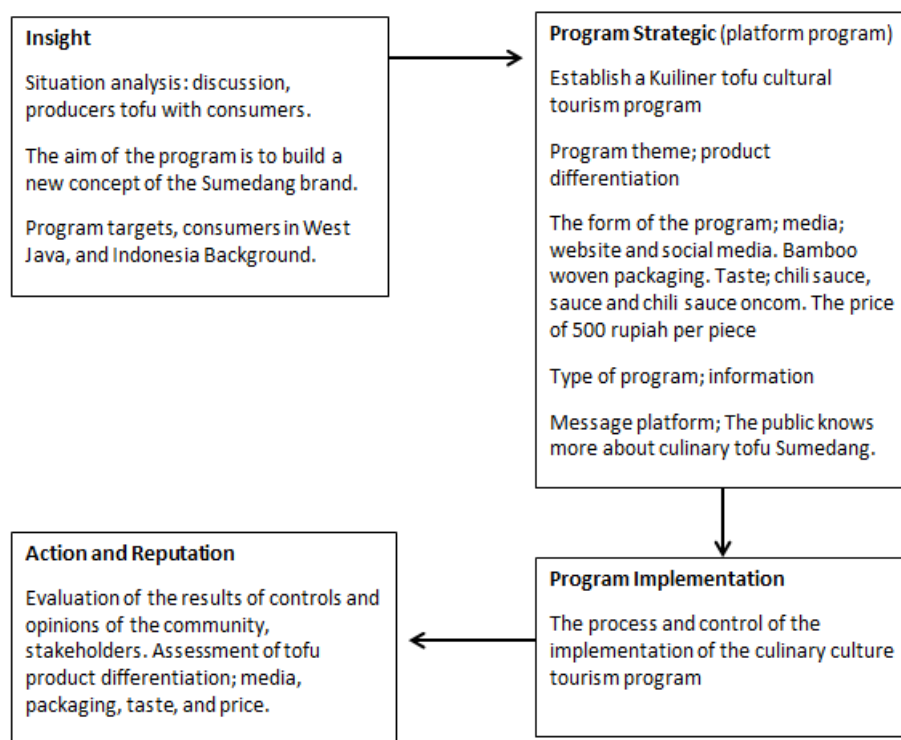 Insight
Situation analysis: discussion,
producers tofu with consumers.
The aim of the program is to build a
new concept of the Sumedang brand.
Program targets, consumers in West
Java, and Indonesia Background.
Program Strategic (platform program)
Establish a Kuiliner tofu cultural
tourism program
Program theme; product
differentiation
The form of the program; media;
website and social media. Bamboo
woven packaging. Taste; chili sauce,
sauce and chili sauce oncom. The price
of 500 rupiah per piece
Type of program; information
Message platform; The public knows
more about culinary tofu Sumedang.
Program Implementation
The process and control of the
implementation of the culinary culture
tourism program
Action and Reputation
Evaluation of the results of controls and
opinions of the community,
stakeholders. Assessment of tofu
product differentiation; media,
packaging, taste, and price.